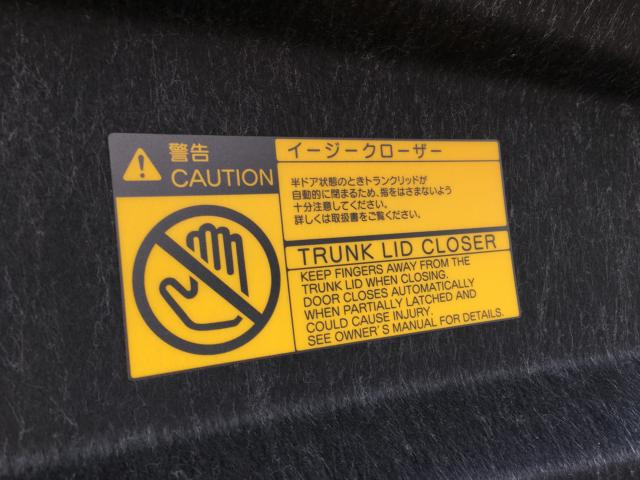 警告
CAUTION
イージークローザー
半ドア状態のときトランクリッドが
自動的に閉まるため、指をはさまないよう
十分注意してください。
詳しくは取扱書をご覧ください。
TRUNK LID CLOSER
KEEP FINGERS AWAY FROM THE
TRUNK LID WHEN CLOSING.
DOOR CLOSES AUTOMATICALLY
WHEN PARTIALLY LATCHED AND
COULD CAUSE INJURY.
SEE OWNER'S MANUAL FOR DETAILS.